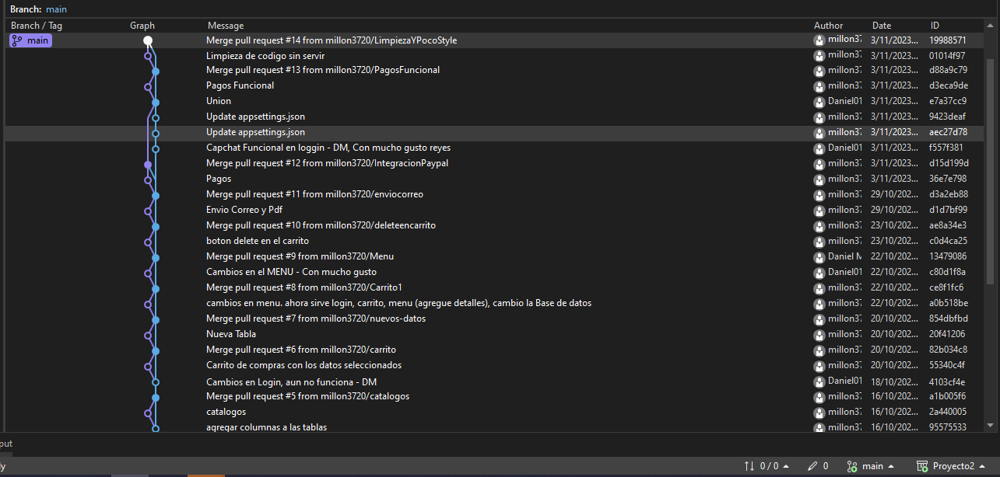 Branch: main
Branch / Tag Graph Message Author Date ID
main Merge pull request #14 from millon3720/LimpiezaYPocoStyle millon37 3/11/2023... 19988571
Limpieza de codigo sin servir millon37 3/11/2023... 01014f97
Merge pull request #13 from millon3720/PagosFuncional millon37 3/11/2023... d88a9c79
Pagos Funcional millon37 3/11/2023... d3eca9de
Union Daniel01 3/11/2023... e7a37cc9
Update appsettings.json millon37 3/11/2023... 9423deaf
Update appsettings.json millon37 3/11/2023... aec27d78
Capchat Funcional en loggin - DM, Con mucho gusto reyes Daniel01 3/11/2023... f557f381
Merge pull request #12 from millon3720/IntegracionPaypal millon37 3/11/2023... d15d199d
Pagos millon37 3/11/2023... 36e7e798
Merge pull request #11 from millon3720/enviocorreo millon37 29/10/202... d3a2eb88
Envio Correo y Pdf millon37 29/10/202... d1d7bf99
Merge pull request #10 from millon3720/deleteencarrito millon37 23/10/202... ae8a34e3
boton delete en el carrito millon37 23/10/202... c0d4ca25
Merge pull request #9 from millon3720/Menu Daniel M 22/10/202... 13479086
Cambios en el MENU - Con mucho gusto Daniel01 22/10/202... c80d1f8a
Merge pull request #8 from millon3720/Carrito1 millon37 22/10/202... ce8f1fc6
cambios en menu. ahora sirve login, carrito, menu (agregue detalles), cambio la Base de datos millon37 22/10/202... a0b518be
Merge pull request #7 from millon3720/nuevos-datos millon37 20/10/202... 854dbfbd
Nueva Tabla millon37 20/10/202... 20f41206
Merge pull request #6 from millon3720/carrito millon37 20/10/202... 82b034c8
Carrito de compras con los datos seleccionados millon37 20/10/202... 55340c4f
Cambios en Login, aun no funciona - DM Daniel01 18/10/202... 4103cf4e
Merge pull request #5 from millon3720/catalogos millon37 16/10/202... a1b005f6
catalogos millon37 16/10/202... 2a440005
agregar columnas a las tablas millon37 16/10/202... 95575533
put
ly 0 / 0 0 main Proyecto2